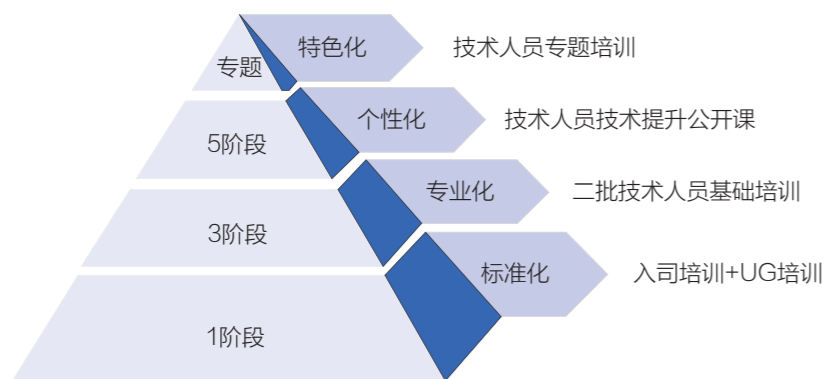 专题 特色化 技术人员专题培训
5阶段 个性化 技术人员技术提升公开课
3阶段 专业化 二批技术人员基础培训
1阶段 标准化 入司培训+UG培训